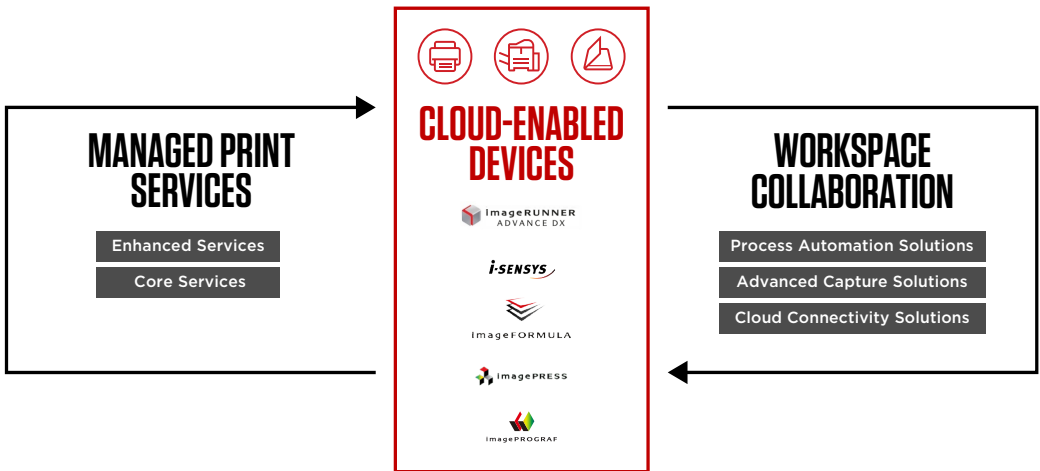 MANAGED PRINT
SERVICES
Enhanced Services
Core Services
CLOUD-ENABLED
DEVICES
imageRUNNER
ADVANCE DX
i-SENSYS
imageFORMULA
imagePRESS
imagePROGRAF
WORKSPACE
COLLABORATION
Process Automation Solutions
Advanced Capture Solutions
Cloud Connectivity Solutions